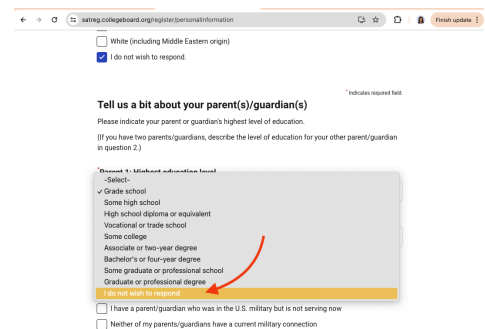 satreg.collegeboard.org/register/personalInformation
Finish update
White (including Middle Eastern origin)
I do not wish to respond.
* Indicates required field.
Tell us a bit about your parent(s)/guardian(s)
Please indicate your parent or guardian's highest level of education.
(If you have two parents/guardians, describe the level of education for your other parent/guardian
in question 2.)
*Parent 1: Highest education level
-Select-
✓ Grade school
Some high school
High school diploma or equivalent
Vocational or trade school
Some college
Associate or two-year degree
Bachelor's or four-year degree
Some graduate or professional school
Graduate or professional degree
I do not wish to respond
I have a parent/guardian who was in the U.S. military but is not serving now
Neither of my parents/guardians have a current military connection